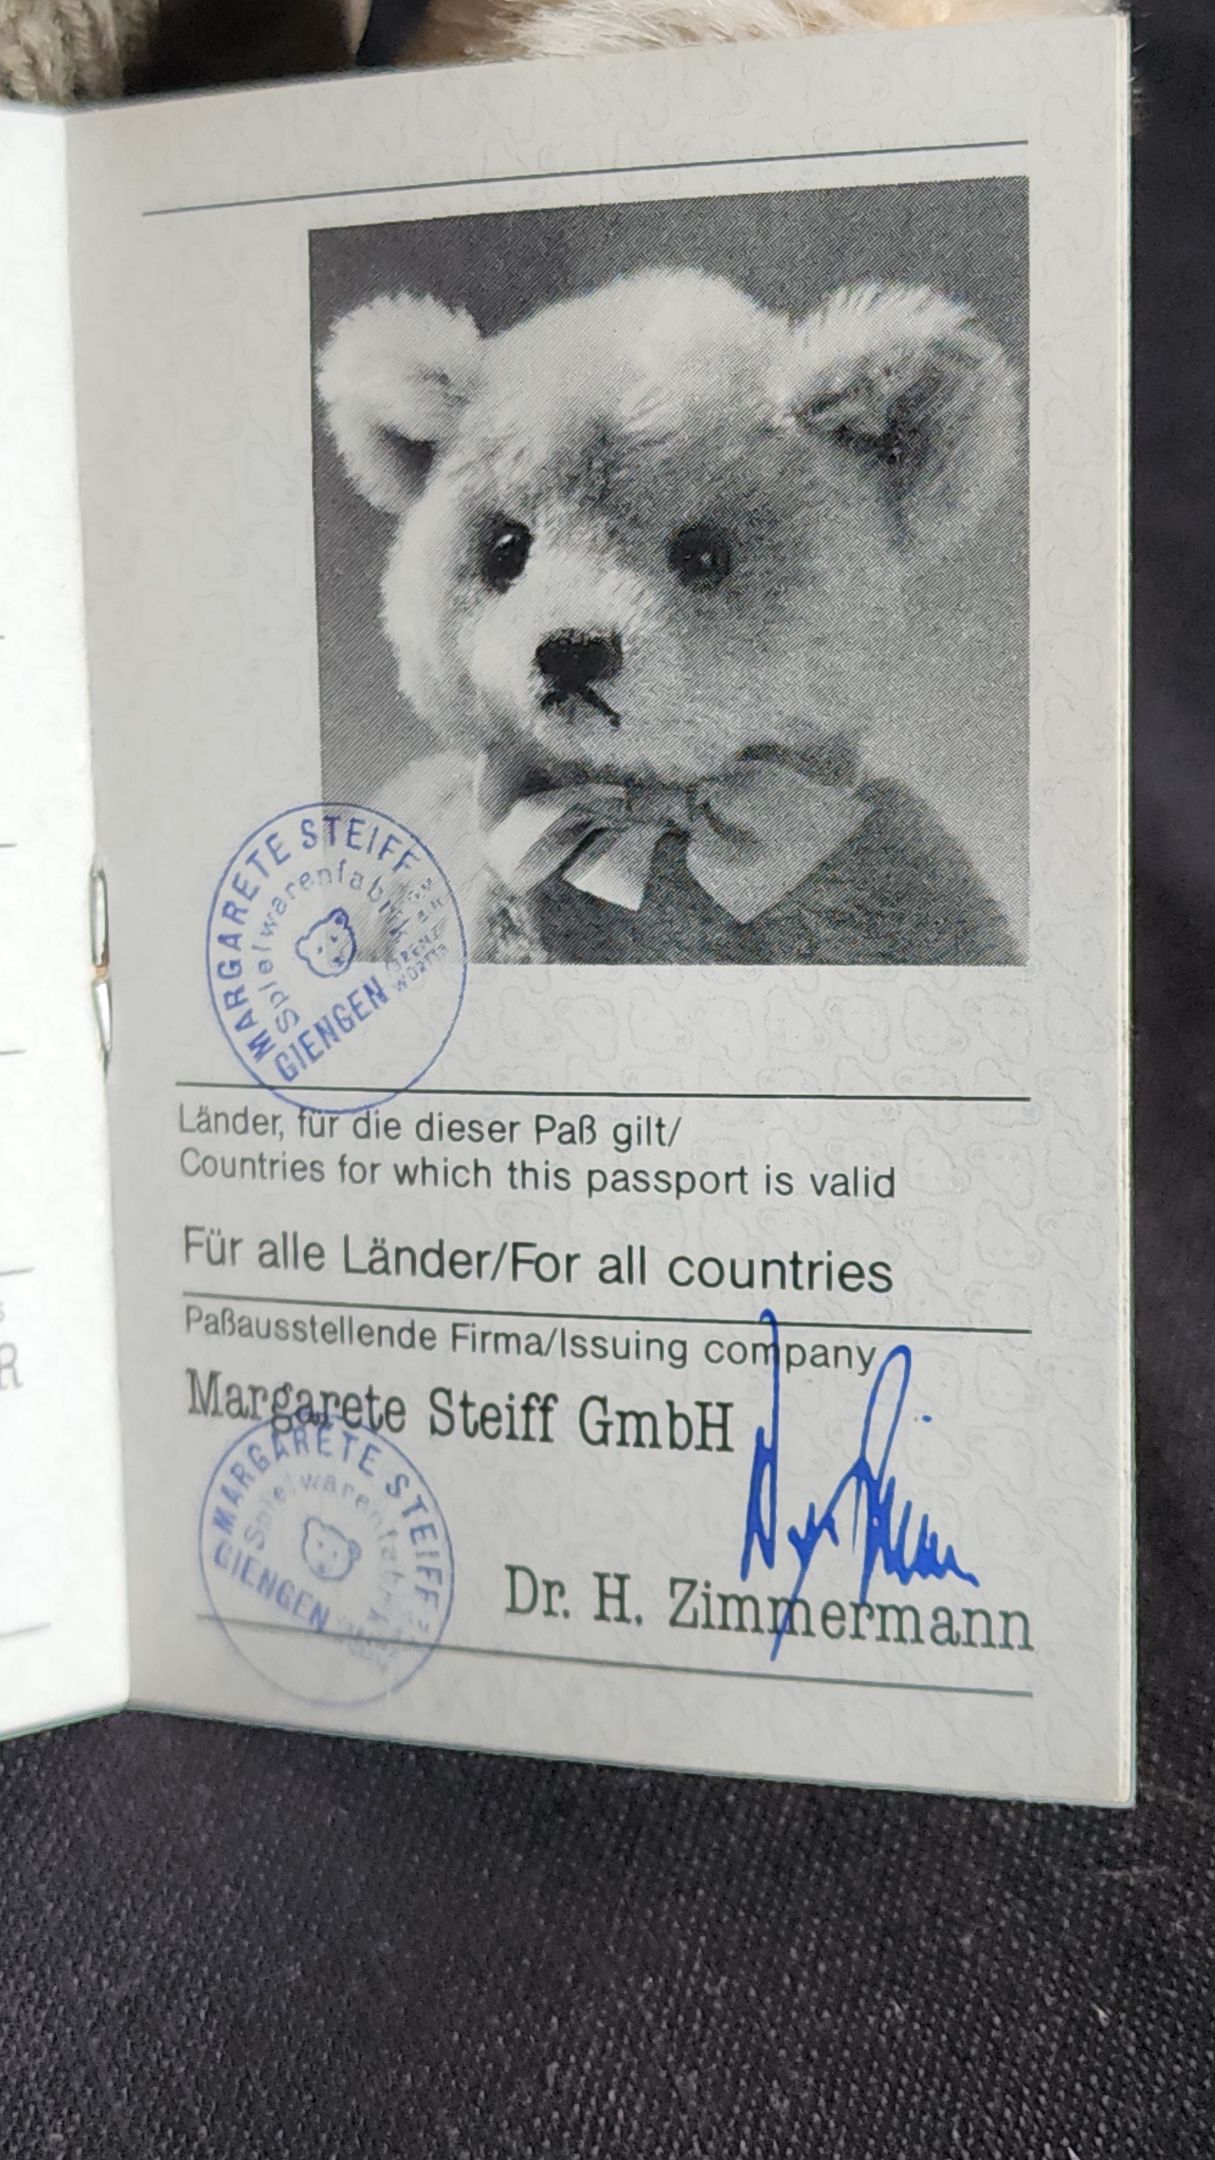 MARGARETE STEIFF
Spielwarenfabrik
GIENGEN
Länder, für die dieser Paß gilt/
Countries for which this passport is valid
Für alle Länder/For all countries
Paßausstellende Firma/Issuing company
Margarete Steiff GmbH
MARGARETE STEIFF
Spielwarenfabrik
GIENGEN
Dr. H. Zimmermann